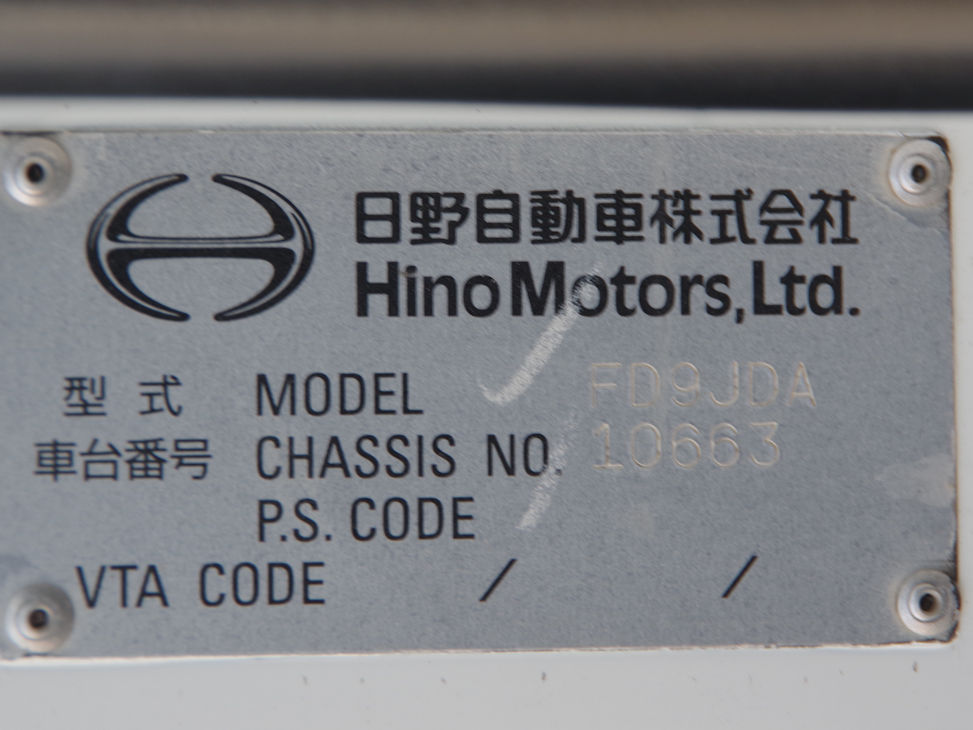 日野自動車株式会社
Hino Motors, Ltd.
型 式 MODEL FD9JDA
車台番号 CHASSIS NO. 10663
P.S. CODE
VTA CODE / /